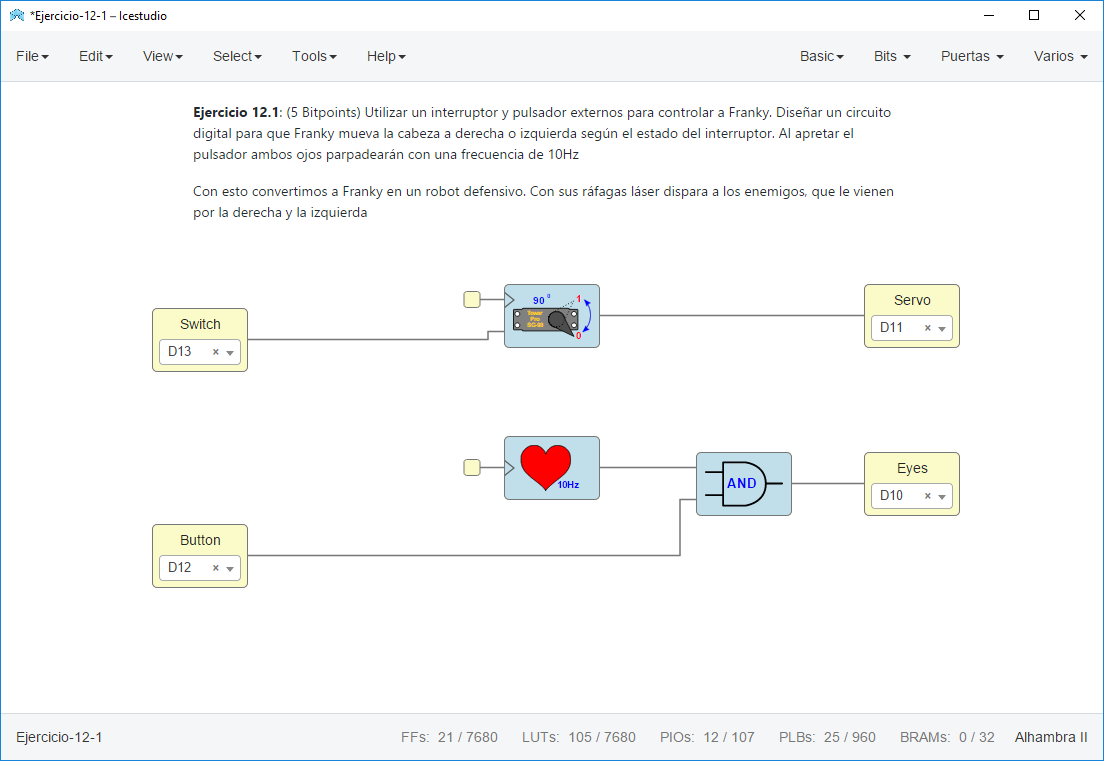 *Ejercicio-12-1 – Icestudio
File Edit View Select Tools Help Basic Bits Puertas Varios
Ejercicio 12.1: (5 Bitpoints) Utilizar un interruptor y pulsador externos para controlar a Franky. Diseñar un circuito
digital para que Franky mueva la cabeza a derecha o izquierda según el estado del interruptor. Al apretar el
pulsador ambos ojos parpadearán con una frecuencia de 10Hz
Con esto convertimos a Franky en un robot defensivo. Con sus ráfagas láser dispara a los enemigos, que le vienen
por la derecha y la izquierda
Switch
D13 ×
90 º 1
Tower
Pro
SG-90
0
Servo
D11 ×
10Hz
AND
Eyes
D10 ×
Button
D12 ×
Ejercicio-12-1 FFs: 21 / 7680 LUTs: 105 / 7680 PIOs: 12 / 107 PLBs: 25 / 960 BRAMs: 0 / 32 Alhambra II